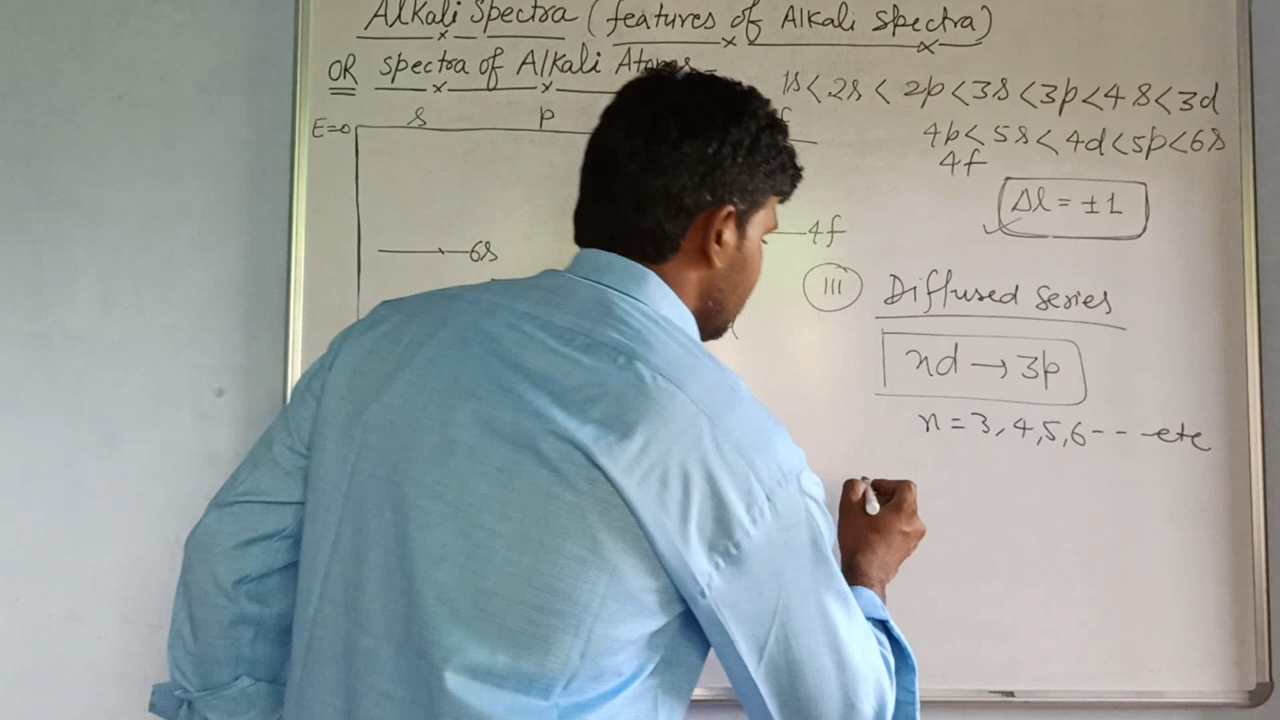 Alkali Spectra (features of Alkali Spectra)
OR spectra of Alkali Atoms -
1s < 2s < 2p < 3s < 3p < 4s < 3d
4p < 5s < 4d < 5p < 6s
4f
s p f
E=0
Δl = ±1
6s
4f
III Diffused series
nd → 3p
n = 3, 4, 5, 6 - - - etc